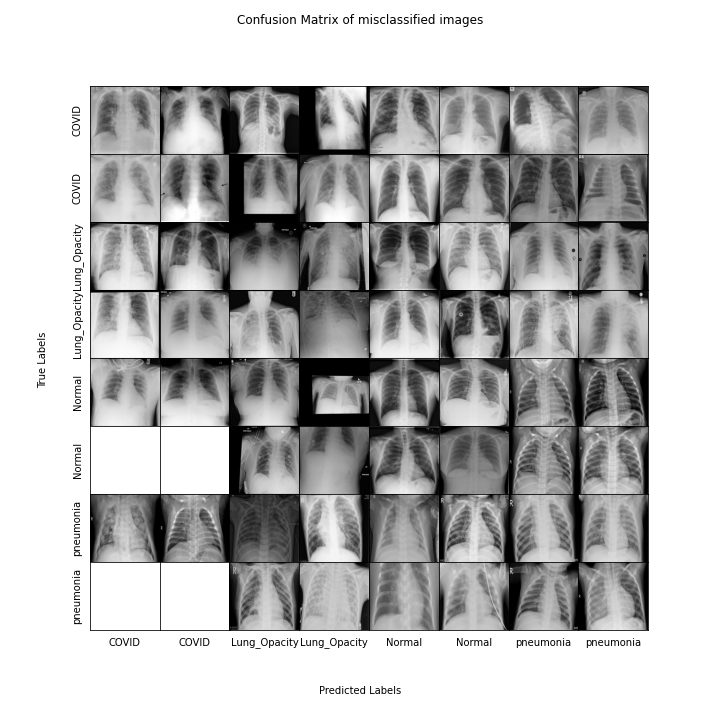 Confusion Matrix of misclassified images
COVID
COVID
Lung_Opacity
Lung_Opacity
True Labels
Normal
Normal
pneumonia
pneumonia
COVID COVID Lung_Opacity Lung_Opacity Normal Normal pneumonia pneumonia
Predicted Labels